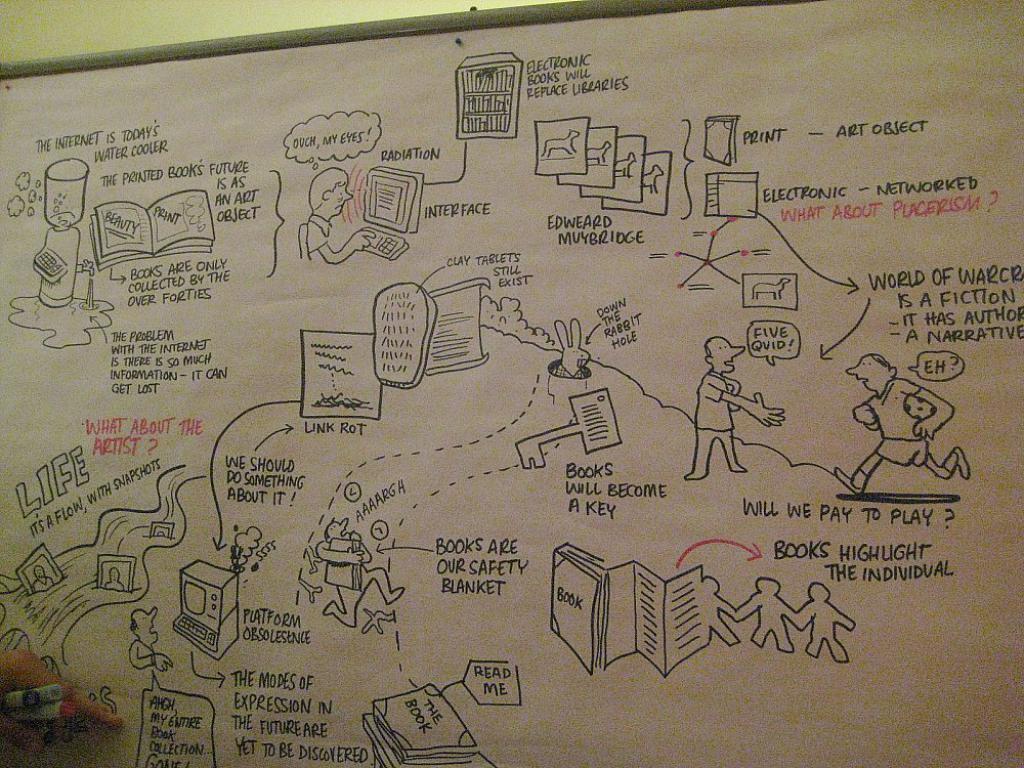 ELECTRONIC
BOOKS WILL
REPLACE LIBRARIES
THE INTERNET IS TODAY'S
WATER COOLER
THE PRINTED BOOK'S FUTURE
IS AS
AN ART
OBJECT
BEAUTY
PRINT
BOOKS ARE ONLY
COLLECTED BY THE
OVER FORTIES
THE PROBLEM
WITH THE INTERNET
IS THERE IS SO MUCH
INFORMATION - IT CAN
GET LOST
OUCH, MY EYES!
RADIATION
INTERFACE
EDWEARD
MUYBRIDGE
PRINT - ART OBJECT
ELECTRONIC - NETWORKED
WHAT ABOUT PLAGERISM?
WORLD OF WARCR
IS A FICTION
- IT HAS AUTHOR
- A NARRATIVE
CLAY TABLETS
STILL
EXIST
DOWN
THE
RABBIT
HOLE
FIVE
QUID!
EH?
LINK ROT
WE SHOULD
DO SOMETHING
ABOUT IT!
BOOKS
WILL BECOME
A KEY
WILL WE PAY TO PLAY?
WHAT ABOUT THE
ARTIST?
LIFE
ITS A FLOW, WITH SNAPSHOTS
AAAARGH
BOOKS ARE
OUR SAFETY
BLANKET
BOOKS HIGHLIGHT
THE INDIVIDUAL
BOOK
PLATFORM
OBSOLESENCE
THE MODES OF
EXPRESSION IN
THE FUTURE ARE
YET TO BE DISCOVERED
READ
ME
THE
BOOK
MY ENTIRE
BOOK
COLLECTION...